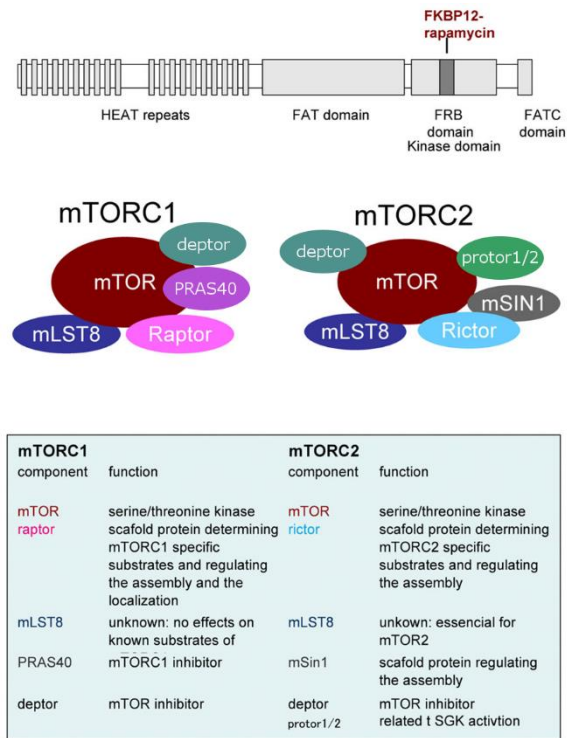 FKBP12-
rapamycin
HEAT repeats
FAT domain
FRB
domain
Kinase domain
FATC
domain
mTORC1
deptor
mTOR
PRAS40
mLST8
Raptor
mTORC2
deptor
protor1/2
mTOR
mSIN1
mLST8
Rictor
mTORC1
component function
mTOR serine/threonine kinase
raptor scafold protein determining
mTORC1 specific
substrates and regulating
the assembly and the
localization
mLST8 unknown: no effects on
known substrates of
PRAS40 mTORC1 inhibitor
deptor mTOR inhibitor
mTORC2
component function
mTOR serine/threonine kinase
rictor scafold protein determining
mTORC2 specific
substrates and regulating
the assembly
mLST8 unkown: essencial for
mTOR2
mSin1 scafold protein regulating
the assembly
deptor mTOR inhibitor
protor1/2 related t SGK activtion